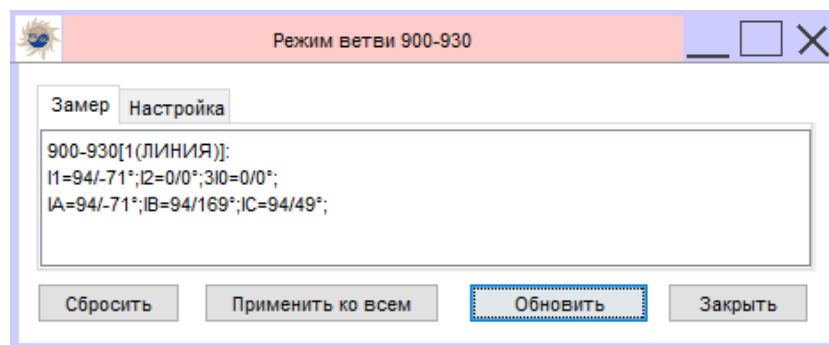 Режим ветви 900-930
Замер Настройка
900-930[1(ЛИНИЯ)]:
I1=94/-71°;I2=0/0°;3I0=0/0°;
IA=94/-71°;IB=94/169°;IC=94/49°;
Сбросить Применить ко всем Обновить Закрыть